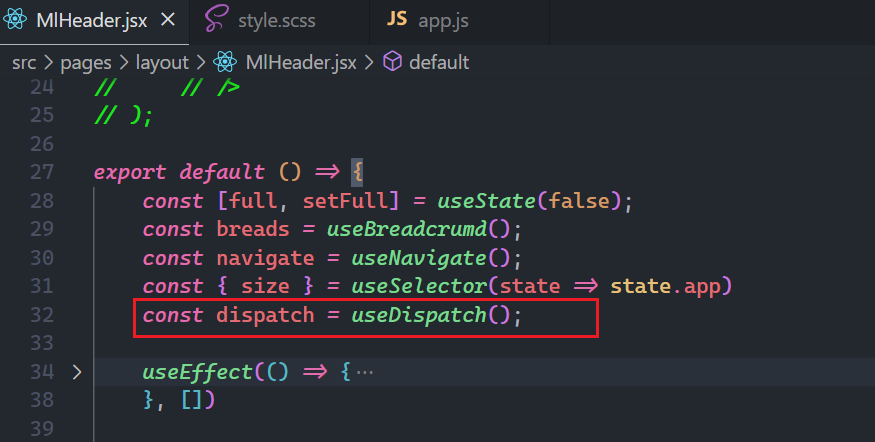 MlHeader.jsx × style.scss JS app.js
src > pages > layout > MlHeader.jsx > default
24 // // />
25 // );
26
27 export default () => {
28 const [full, setFull] = useState(false);
29 const breads = useBreadcrumd();
30 const navigate = useNavigate();
31 const { size } = useSelector(state => state.app)
32 const dispatch = useDispatch();
33
34 > useEffect(() => { ···
38 }, [])
39